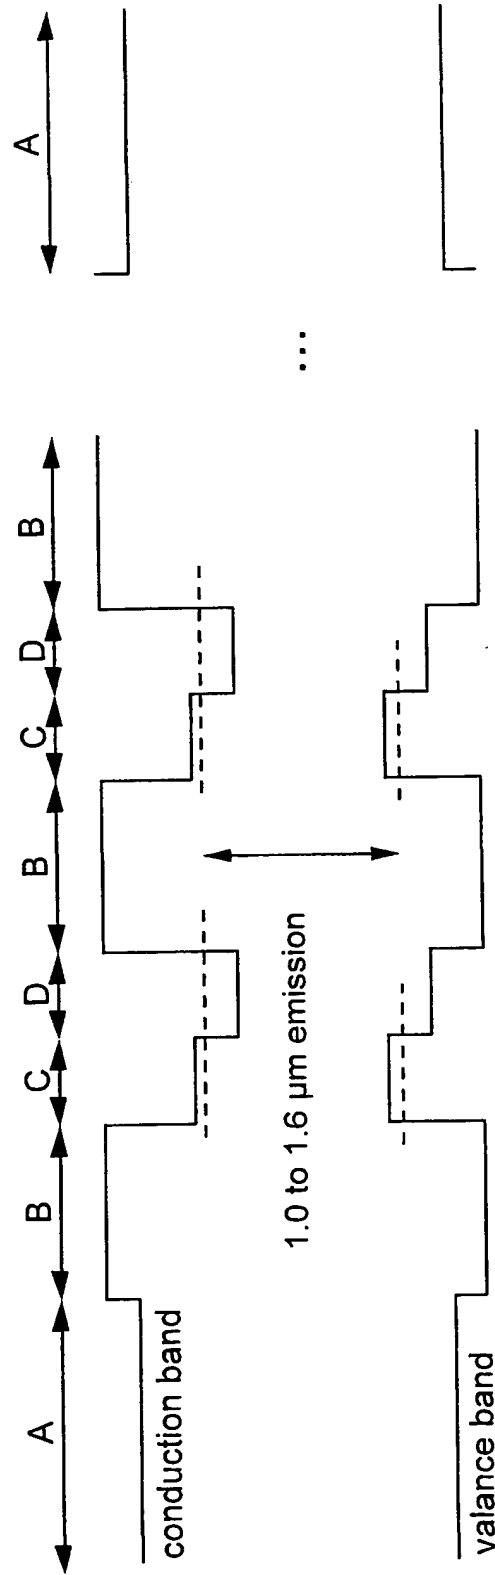 A B C D B C D B A
conduction band
1.0 to 1.6 µm emission
...
valance band